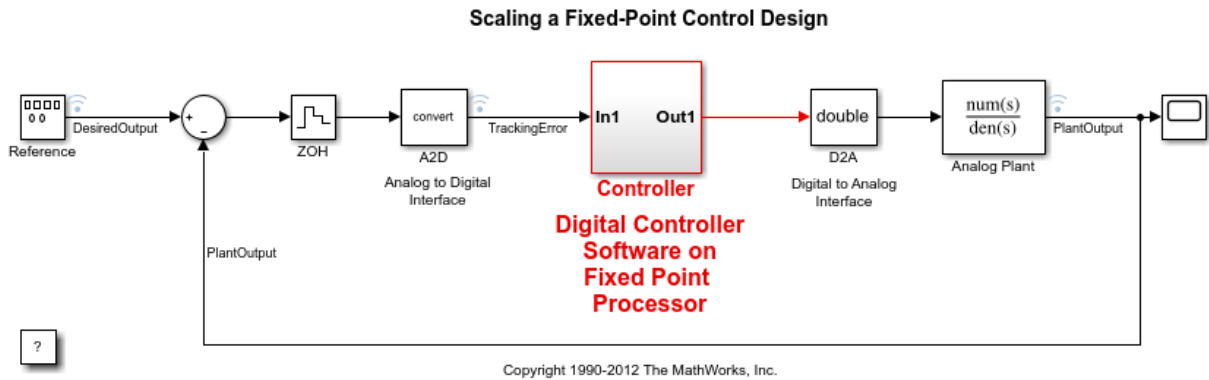 Scaling a Fixed-Point Control Design
Reference
DesiredOutput
+
−
ZOH
convert
A2D
Analog to Digital
Interface
TrackingError
In1 Out1
Controller
Digital Controller
Software on
Fixed Point
Processor
double
D2A
Digital to Analog
Interface
num(s)
den(s)
Analog Plant
PlantOutput
PlantOutput
?
Copyright 1990-2012 The MathWorks, Inc.